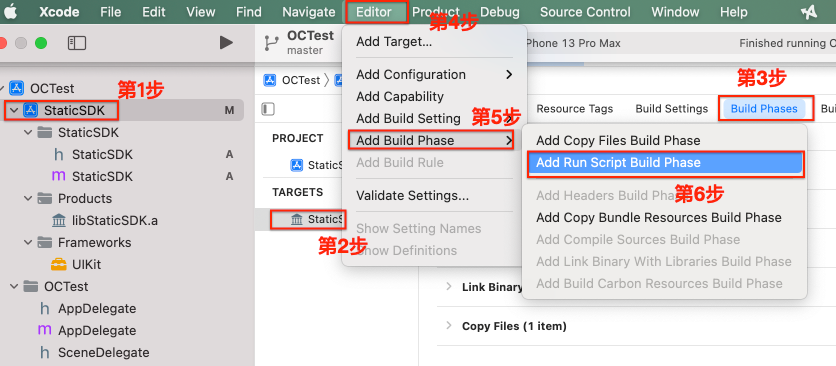 Xcode File Edit View Find Navigate Editor Product Debug Source Control Window Help
第4步
OCTest
master
iPhone 13 Pro Max
Finished running O
Add Target...
Add Configuration
Add Capability
Add Build Setting
第5步
Add Build Phase
Add Build Rule
Validate Settings...
Show Setting Names
Show Definitions
第3步
OCTest
Resource Tags Build Settings Build Phases Bui
Add Copy Files Build Phase
Add Run Script Build Phase
Add Headers Build Pha
第6步
Add Copy Bundle Resources Build Phase
Add Compile Sources Build Phase
Add Link Binary With Libraries Build Phase
Add Build Carbon Resources Build Phase
PROJECT
StaticS
TARGETS
StaticS
第2步
Link Binary
Copy Files (1 item)
OCTest
第1步
StaticSDK M
StaticSDK
h StaticSDK A
m StaticSDK A
Products
libStaticSDK.a
Frameworks
UIKit
OCTest
h AppDelegate
m AppDelegate
h SceneDelegate